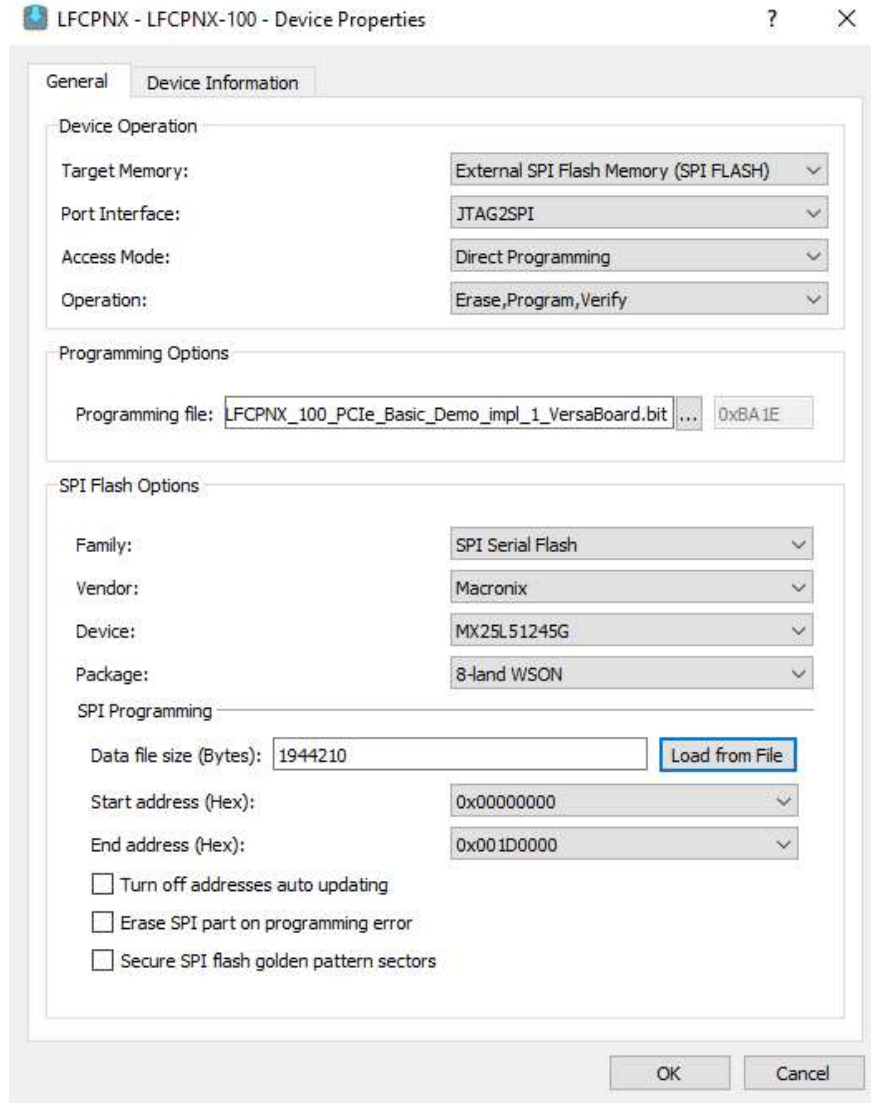 LFCPNX - LFCPNX-100 - Device Properties ?
General Device Information
Device Operation
Target Memory: External SPI Flash Memory (SPI FLASH)
Port Interface: JTAG2SPI
Access Mode: Direct Programming
Operation: Erase,Program,Verify
Programming Options
Programming file: LFCPNX_100_PCIe_Basic_Demo_impl_1_VersaBoard.bit ... 0xBA1E
SPI Flash Options
Family: SPI Serial Flash
Vendor: Macronix
Device: MX25L51245G
Package: 8-land WSON
SPI Programming
Data file size (Bytes): 1944210 Load from File
Start address (Hex): 0x00000000
End address (Hex): 0x001D0000
Turn off addresses auto updating
Erase SPI part on programming error
Secure SPI flash golden pattern sectors
OK Cancel